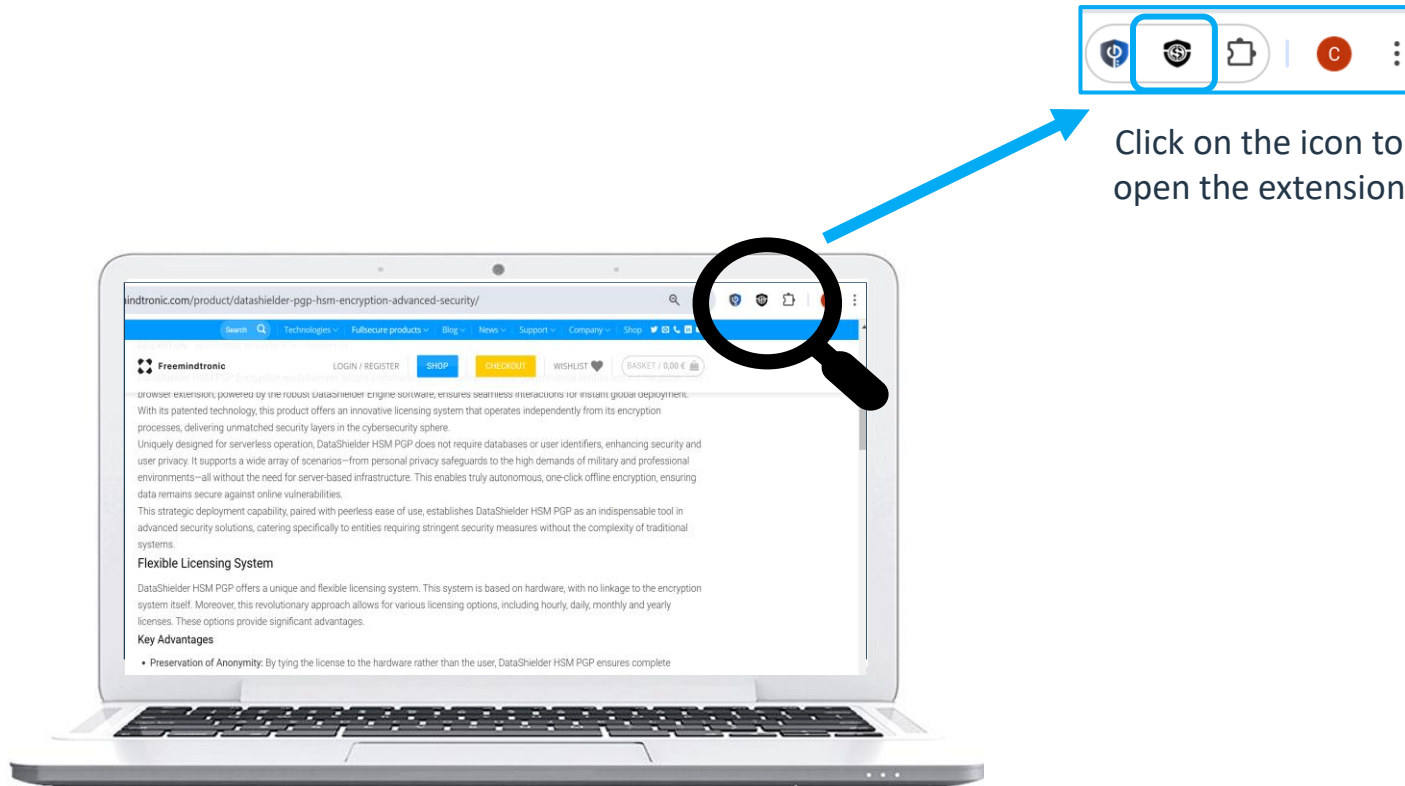 C
Click on the icon to
open the extension
indtronic.com/product/datashielder-pgp-hsm-encryption-advanced-security/
Search Technologies Fullsecure products Blog News Support Company Shop
Freemindtronic LOGIN / REGISTER SHOP CHECKOUT WISHLIST BASKET / 0,00 €
browser extension, powered by the robust DataShielder Engine software, ensures seamless interactions for instant global deployment.
With its patented technology, this product offers an innovative licensing system that operates independently from its encryption
processes, delivering unmatched security layers in the cybersecurity sphere.
Uniquely designed for serverless operation, DataShielder HSM PGP does not require databases or user identifiers, enhancing security and
user privacy. It supports a wide array of scenarios—from personal privacy safeguards to the high demands of military and professional
environments—all without the need for server-based infrastructure. This enables truly autonomous, one-click offline encryption, ensuring
data remains secure against online vulnerabilities.
This strategic deployment capability, paired with peerless ease of use, establishes DataShielder HSM PGP as an indispensable tool in
advanced security solutions, catering specifically to entities requiring stringent security measures without the complexity of traditional
systems.
Flexible Licensing System
DataShielder HSM PGP offers a unique and flexible licensing system. This system is based on hardware, with no linkage to the encryption
system itself. Moreover, this revolutionary approach allows for various licensing options, including hourly, daily, monthly and yearly
licenses. These options provide significant advantages.
Key Advantages
• Preservation of Anonymity: By tying the license to the hardware rather than the user, DataShielder HSM PGP ensures complete